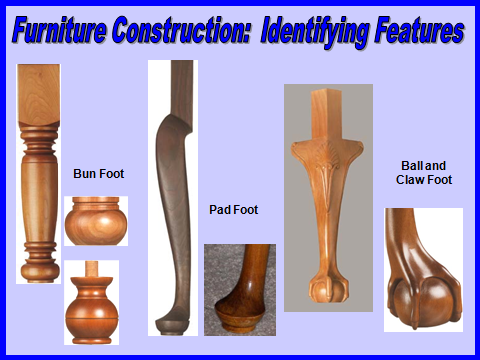 Furniture Construction:  Identifying Features
Bun Foot
Pad Foot
Ball and
Claw Foot